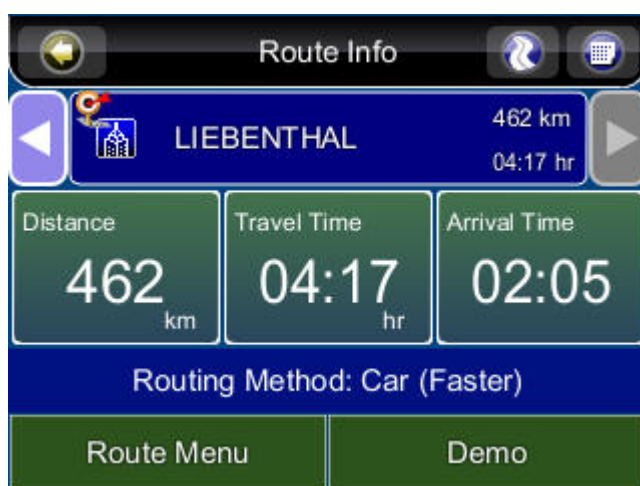 Route Info
LIEBENTHAL
462 km
04:17 hr
Distance
Travel Time
Arrival Time
462 km
04:17 hr
02:05
Routing Method: Car (Faster)
Route Menu
Demo